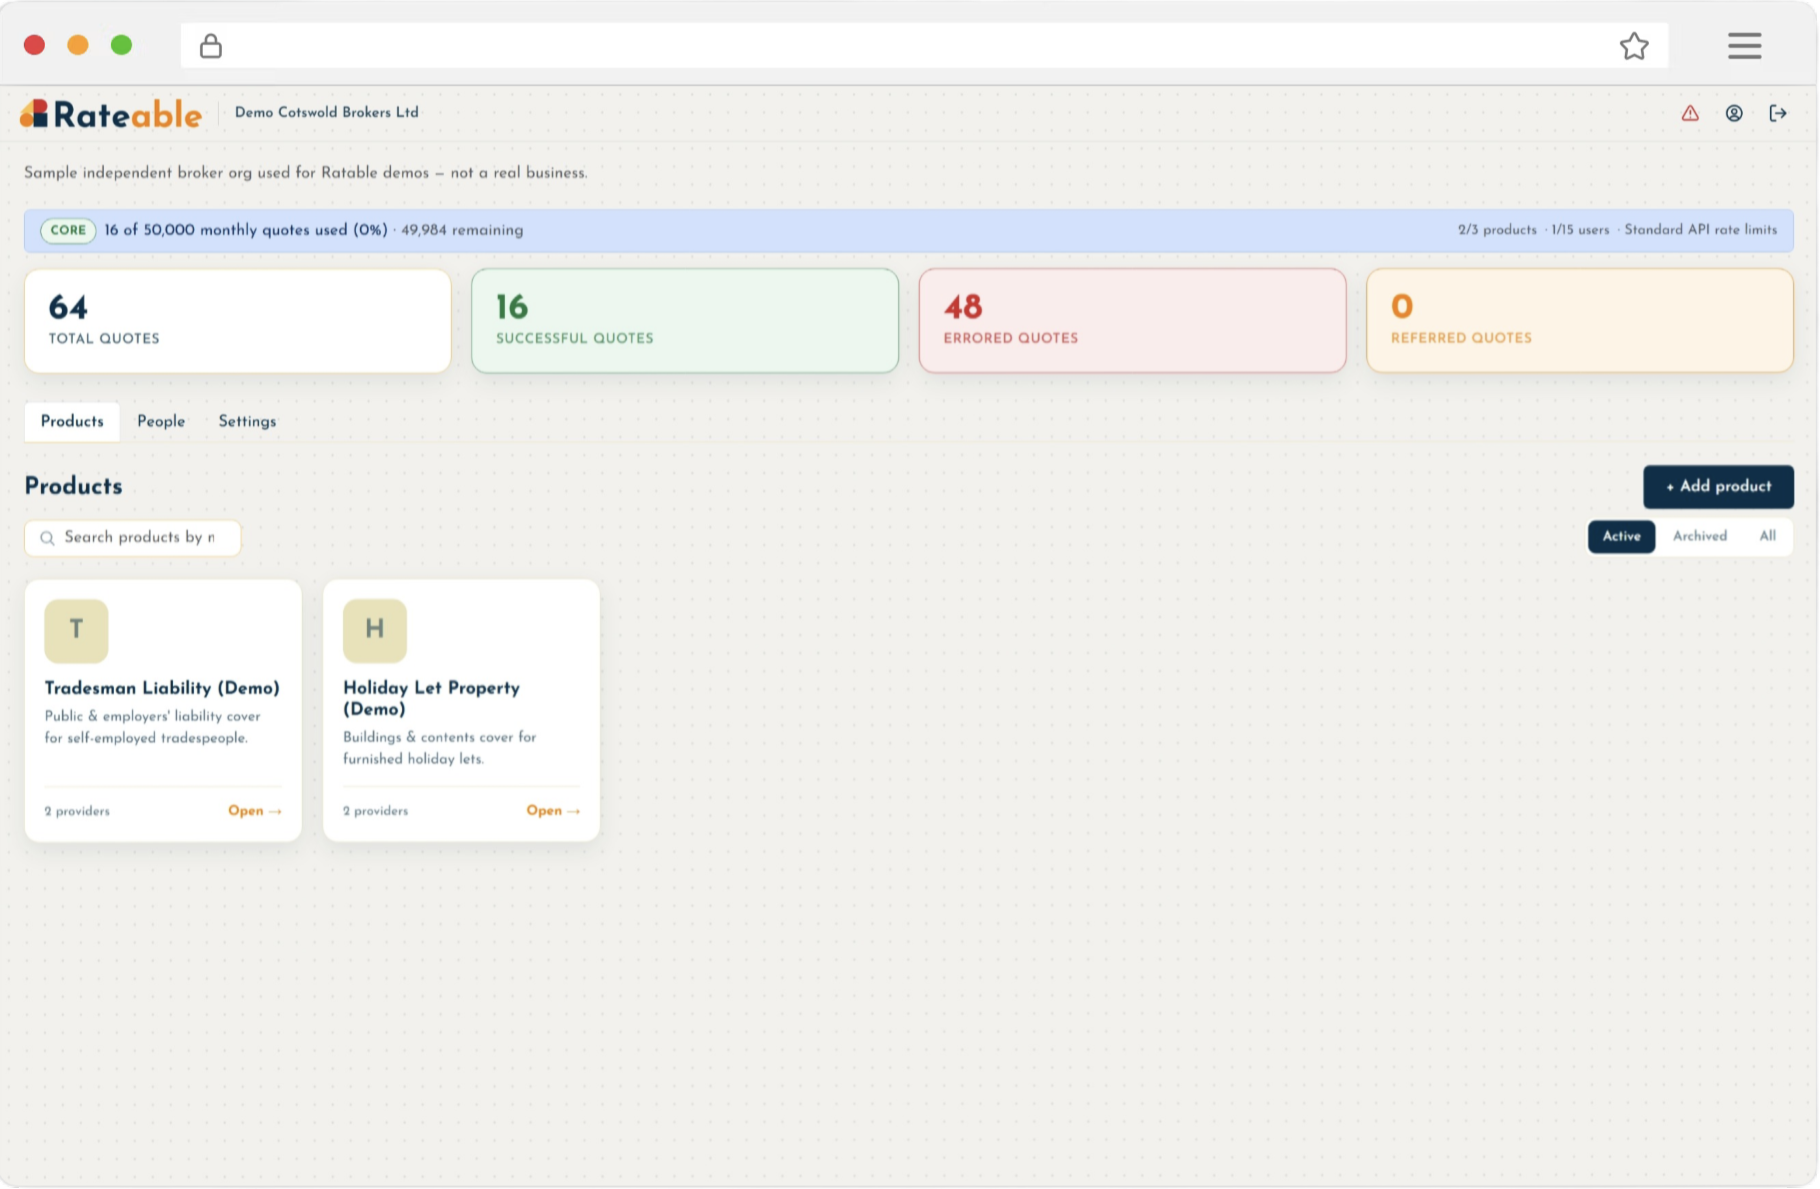 Rateable
Demo Cotswold Brokers Ltd
Sample independent broker org used for Ratable demos – not a real business.
CORE 16 of 50,000 monthly quotes used (0%) · 49,984 remaining
2/3 products · 1/15 users · Standard API rate limits
64
TOTAL QUOTES
16
SUCCESSFUL QUOTES
48
ERRORED QUOTES
0
REFERRED QUOTES
Products People Settings
Products
+ Add product
Search products by n
Active Archived All
T
Tradesman Liability (Demo)
Public & employers' liability cover
for self-employed tradespeople.
2 providers Open →
H
Holiday Let Property
(Demo)
Buildings & contents cover for
furnished holiday lets.
2 providers Open →